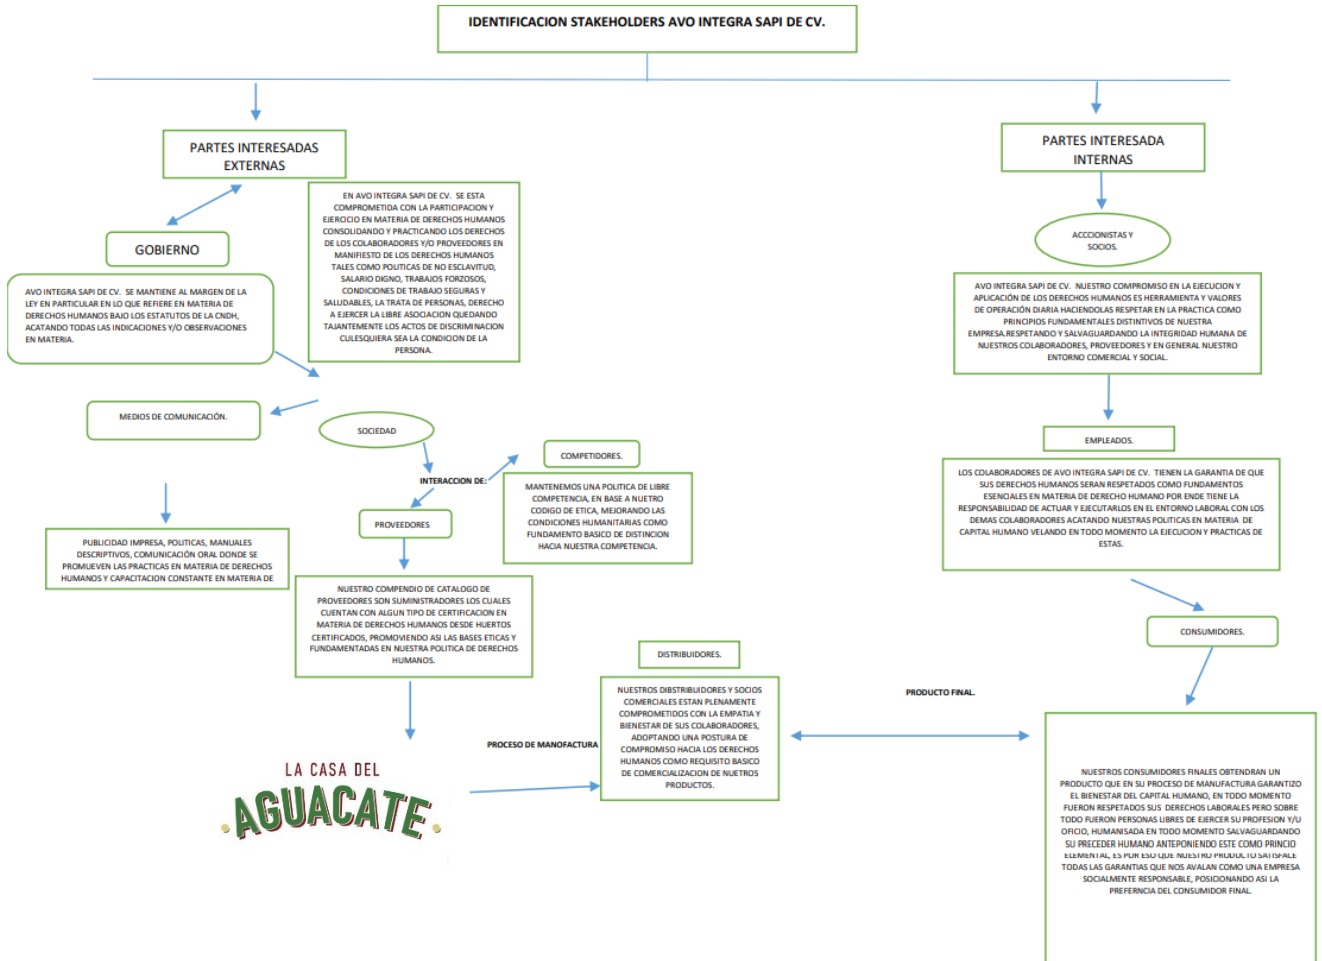 IDENTIFICACION STAKEHOLDERS AVO INTEGRA SAPI DE CV.
PARTES INTERESADAS
EXTERNAS
GOBIERNO
AVO INTEGRA SAPI DE CV.  SE MANTIENE AL MARGEN DE LA
LEY EN PARTICULAR EN LO QUE REFIERE EN MATERIA DE
DERECHOS HUMANOS BAJO LOS ESTATUTOS DE LA CNDH,
ACATANDO TODAS LAS INDICACIONES Y/O OBSERVACIONES
EN MATERIA.
EN AVO INTEGRA SAPI DE CV.  SE ESTA
COMPROMETIDA CON LA PARTICIPACION Y
EJERCICIO EN MATERIA DE DERECHOS HUMANOS
CONSOLIDANDO Y PRACTICANDO LOS DERECHOS
DE LOS COLABORADORES Y/O PROVEEDORES EN
MANIFIESTO DE LOS DERECHOS HUMANOS
TALES COMO POLITICAS DE NO ESCLAVITUD,
SALARIO DIGNO, TRABAJOS FORZOSOS,
CONDICIONES DE TRABAJO SEGURAS Y
SALUDABLES, LA TRATA DE PERSONAS, DERECHO
A EJERCER LA LIBRE ASOCIACION QUEDANDO
TAJANTEMENTE LOS ACTOS DE DISCRIMINACION
CULESQUIERA SEA LA CONDICION DE LA
PERSONA.
MEDIOS DE COMUNICACIÓN.
PUBLICIDAD IMPRESA, POLITICAS, MANUALES
DESCRIPTIVOS, COMUNICACIÓN ORAL DONDE SE
PROMUEVEN LAS PRACTICAS EN MATERIA DE DERECHOS
HUMANOS Y CAPACITACION CONSTANTE EN MATERIA DE
SOCIEDAD
INTERACCION DE:
COMPETIDORES.
MANTENEMOS UNA POLITICA DE LIBRE
COMPETENCIA, EN BASE A NUETRO
CODIGO DE ETICA, MEJORANDO LAS
CONDICIONES HUMANITARIAS COMO
FUNDAMENTO BASICO DE DISTINCION
HACIA NUESTRA COMPETENCIA.
PROVEEDORES
NUESTRO COMPENDIO DE CATALOGO DE
PROVEEDORES SON SUMINISTRADORES LOS CUALES
CUENTAN CON ALGUN TIPO DE CERTIFICACION EN
MATERIA DE DERECHOS HUMANOS DESDE HUERTOS
CERTIFICADOS, PROMOVIENDO ASI LAS BASES ETICAS Y
FUNDAMENTADAS EN NUESTRA POLITICA DE DERECHOS
HUMANOS.
LA CASA DEL
AGUACATE
PROCESO DE MANOFACTURA
DISTRIBUIDORES.
NUESTROS DIBSTRIBUIDORES Y SOCIOS
COMERCIALES ESTAN PLENAMENTE
COMPROMETIDOS CON LA EMPATIA Y
BIENESTAR DE SUS COLABORADORES,
ADOPTANDO UNA POSTURA DE
COMPROMISO HACIA LOS DERECHOS
HUMANOS COMO REQUISITO BASICO
DE COMERCIALIZACION DE NUETROS
PRODUCTOS.
PRODUCTO FINAL.
PARTES INTERESADA
INTERNAS
ACCCIONISTAS Y
SOCIOS.
AVO INTEGRA SAPI DE CV.  NUESTRO COMPROMISO EN LA EJECUCION Y
APLICACIÓN DE LOS DERECHOS HUMANOS ES HERRAMIENTA Y VALORES
DE OPERACIÓN DIARIA HACIENDOLAS RESPETAR EN LA PRACTICA COMO
PRINCIPIOS FUNDAMENTALES DISTINTIVOS DE NUESTRA
EMPRESA.RESPETANDO Y SALVAGUARDANDO LA INTEGRIDAD HUMANA DE
NUESTROS COLABORADORES, PROVEEDORES Y EN GENERAL NUESTRO
ENTORNO COMERCIAL Y SOCIAL.
EMPLEADOS.
LOS COLABORADORES DE AVO INTEGRA SAPI DE CV.  TIENEN LA GARANTIA DE QUE
SUS DERECHOS HUMANOS SERAN RESPETADOS COMO FUNDAMENTOS
ESENCIALES EN MATERIA DE DERECHO HUMANO POR ENDE TIENE LA
RESPONSABILIDAD DE ACTUAR Y EJECUTARLOS EN EL ENTORNO LABORAL CON LOS
DEMAS COLABORADORES ACATANDO NUESTRAS POLITICAS EN MATERIA  DE
CAPITAL HUMANO VELANDO EN TODO MOMENTO LA EJECUCION Y PRACTICAS DE
ESTAS.
CONSUMIDORES.
NUESTROS CONSUMIDORES FINALES OBTENDRAN UN
PRODUCTO QUE EN SU PROCESO DE MANUFACTURA GARANTIZO
EL BIENESTAR DEL CAPITAL HUMANO, EN TODO MOMENTO
FUERON RESPETADOS SUS  DERECHOS LABORALES PERO SOBRE
TODO FUERON PERSONAS LIBRES DE EJERCER SU PROFESION Y/U
OFICIO, HUMANISADA EN TODO MOMENTO SALVAGUARDANDO
SU PRECEDER HUMANO ANTEPONIENDO ESTE COMO PRINCIO
ELEMENTAL, ES POR ESO QUE NUESTRO PRODUCTO SATISFALE
TODAS LAS GARANTIAS QUE NOS AVALAN COMO UNA EMPRESA
SOCIALMENTE RESPONSABLE, POSICIONANDO ASI LA
PREFERNCIA DEL CONSUMIDOR FINAL.